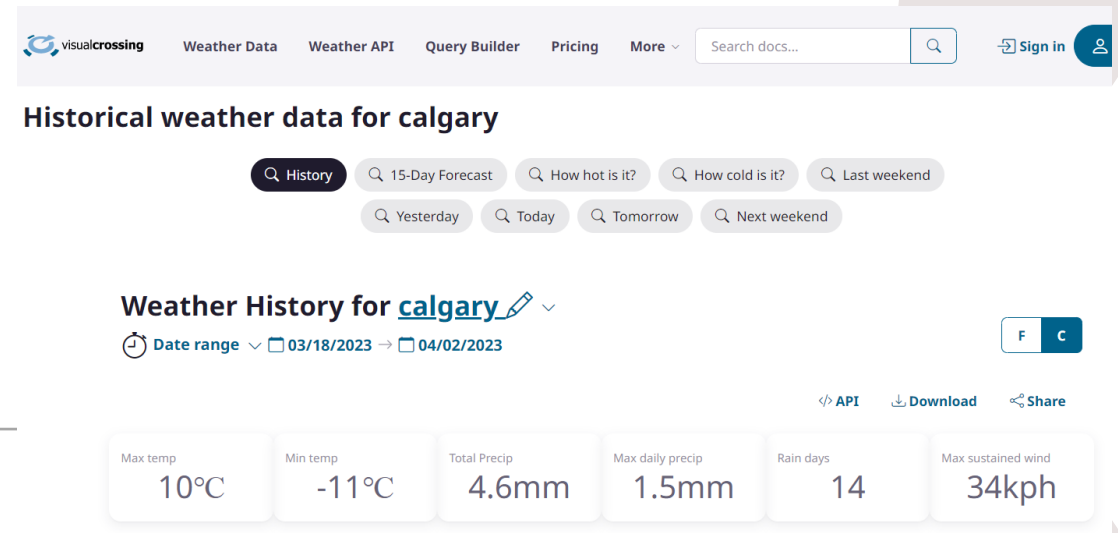 visualcrossing Weather Data Weather API Query Builder Pricing More Search docs... Sign in
Historical weather data for calgary
History 15-Day Forecast How hot is it? How cold is it? Last weekend
Yesterday Today Tomorrow Next weekend
Weather History for calgary
Date range 03/18/2023 → 04/02/2023
F C
</> API Download Share
Max temp Min temp Total Precip Max daily precip Rain days Max sustained wind
10°C -11°C 4.6mm 1.5mm 14 34kph